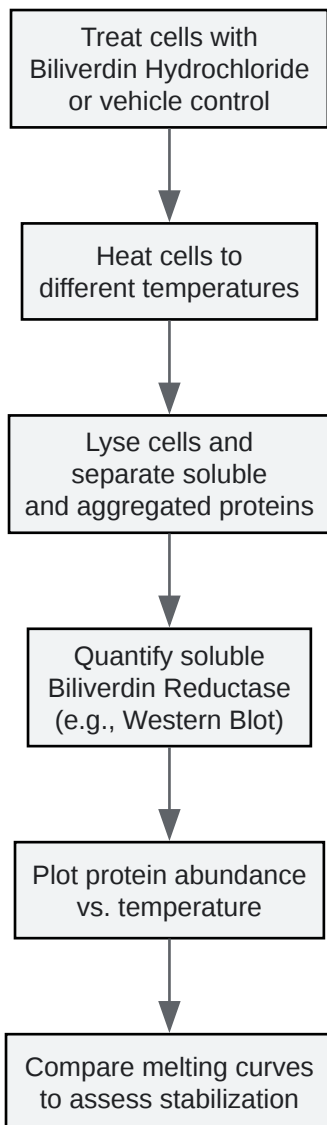 Treat cells with
Biliverdin Hydrochloride
or vehicle control
Heat cells to
different temperatures
Lyse cells and
separate soluble
and aggregated proteins
Quantify soluble
Biliverdin Reductase
(e.g., Western Blot)
Plot protein abundance
vs. temperature
Compare melting curves
to assess stabilization